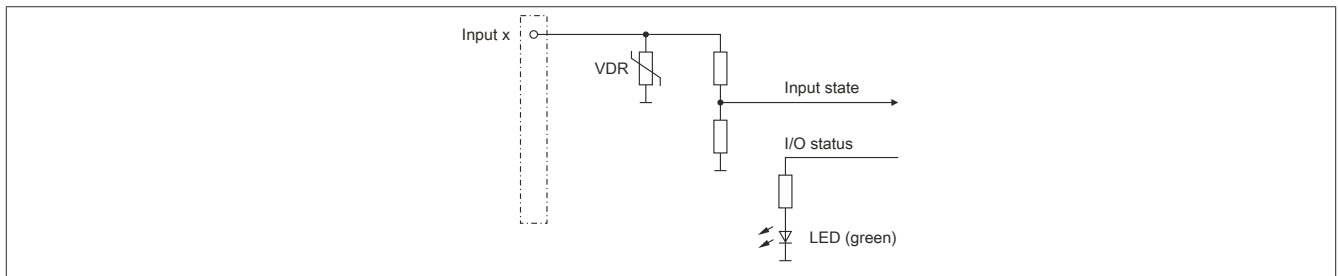 Input x
VDR
Input state
I/O status
LED (green)